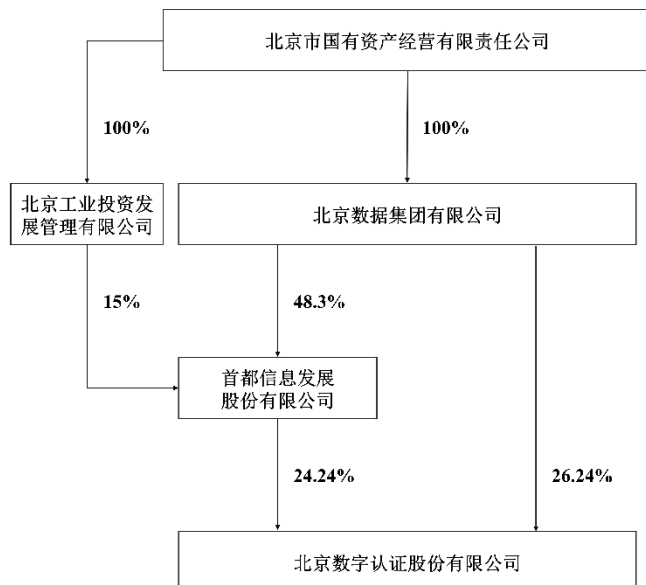 北京市国有资产经营有限责任公司
100%
100%
北京工业投资发
展管理有限公司
北京数据集团有限公司
15%
48.3%
首都信息发展
股份有限公司
24.24%
26.24%
北京数字认证股份有限公司